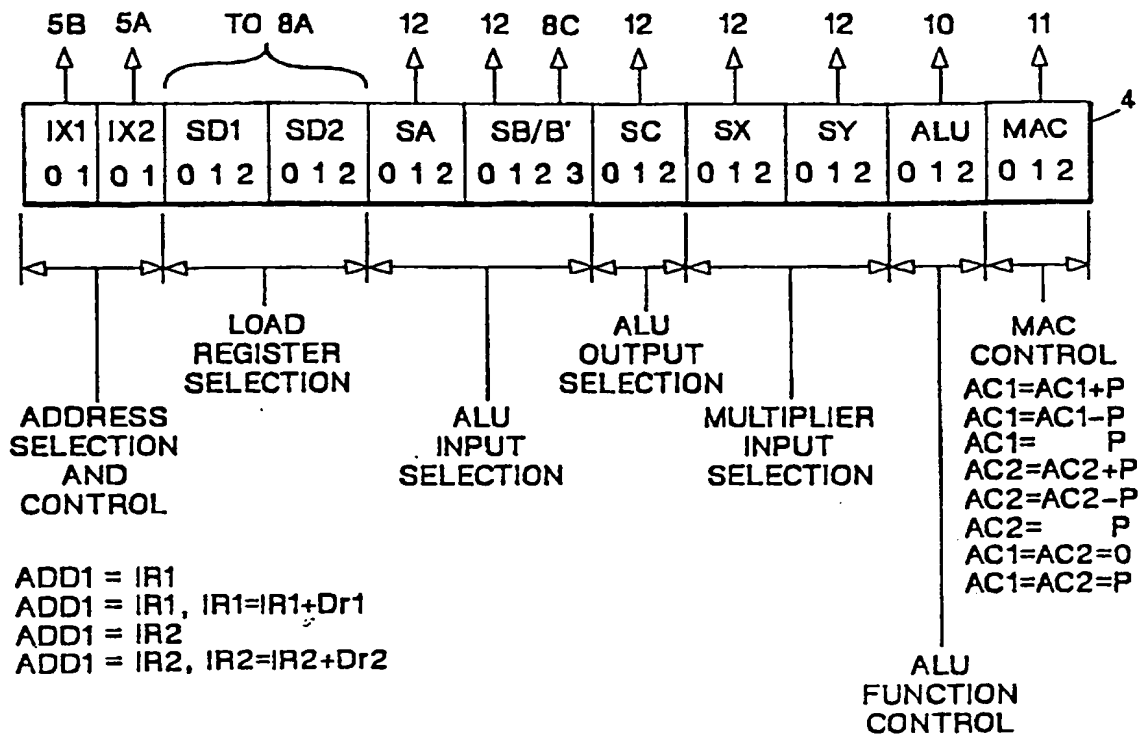 5B 5A TO 8A 12 12 8C 12 12 12 10 11
4
IX1 IX2 SD1 SD2 SA SB/B' SC SX SY ALU MAC
0 1 0 1 0 1 2 0 1 2 0 1 2 0 1 2 3 0 1 2 0 1 2 0 1 2 0 1 2 0 1 2
ADDRESS
SELECTION
AND
CONTROL
LOAD
REGISTER
SELECTION
ALU
INPUT
SELECTION
ALU
OUTPUT
SELECTION
MULTIPLIER
INPUT
SELECTION
ALU
FUNCTION
CONTROL
MAC
CONTROL
AC1=AC1+P
AC1=AC1-P
AC1= P
AC2=AC2+P
AC2=AC2-P
AC2= P
AC1=AC2=0
AC1=AC2=P
ADD1 = IR1
ADD1 = IR1, IR1=IR1+Dr1
ADD1 = IR2
ADD1 = IR2, IR2=IR2+Dr2